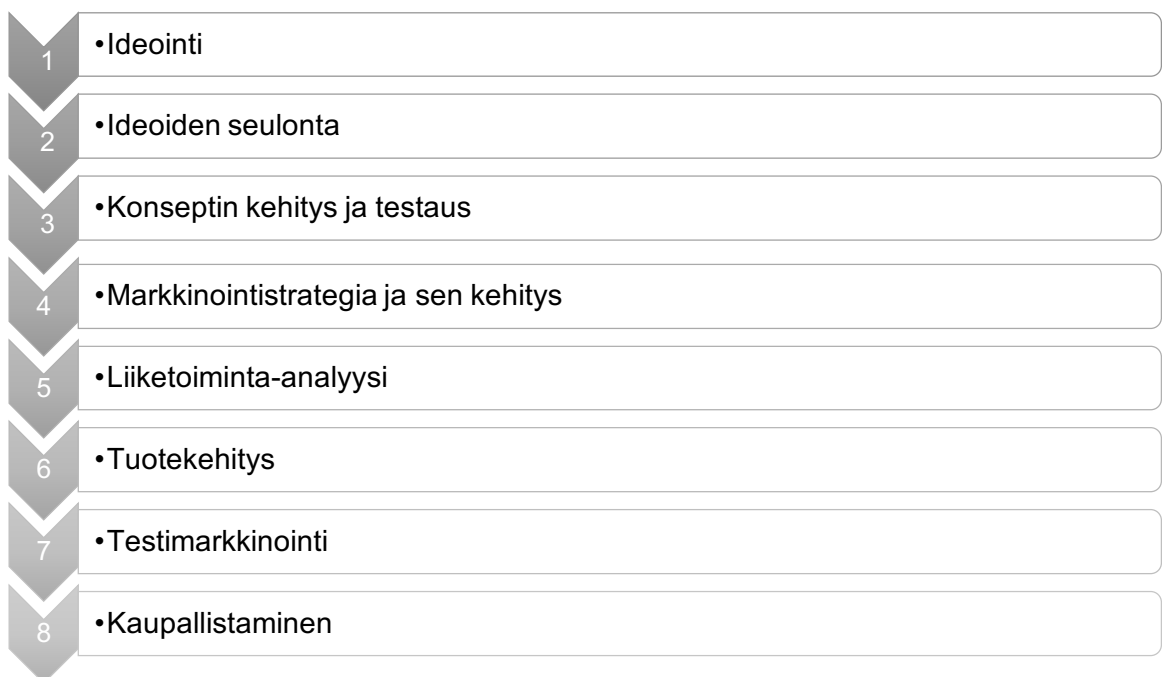 1 •Ideointi
2 •Ideoiden seulonta
3 •Konseptin kehitys ja testaus
4 •Markkinointistrategia ja sen kehitys
5 •Liiketoiminta-analyysi
6 •Tuotekehitys
7 •Testimarkkinointi
8 •Kaupallistaminen